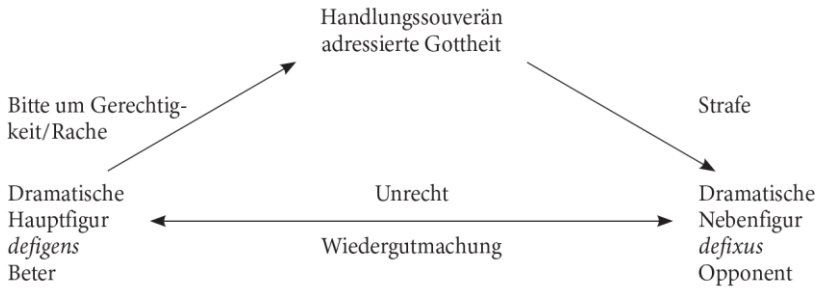 Handlungssouverän
adressierte Gottheit
Bitte um Gerechtig-
keit/Rache
Strafe
Dramatische
Hauptfigur
defigens
Beter
Unrecht
Wiedergutmachung
Dramatische
Nebenfigur
defixus
Opponent